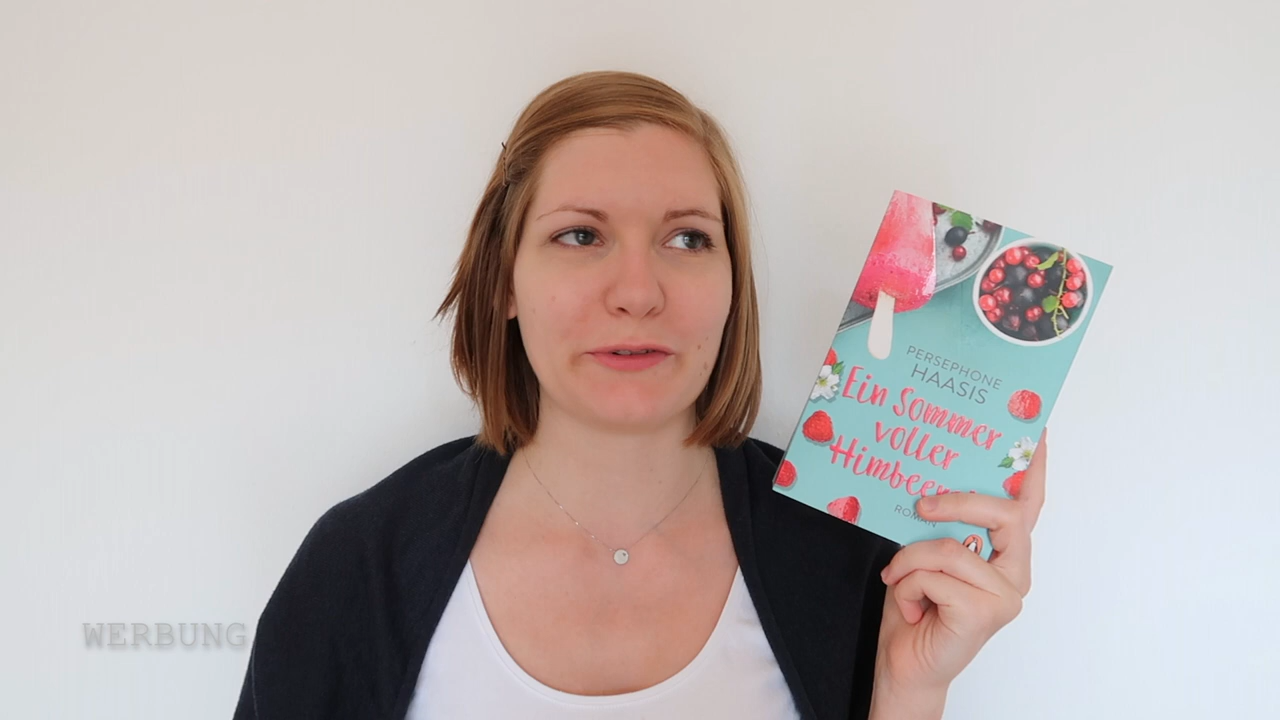 PERSEPHONE
HAASIS
Ein Sommer
voller
ROMAN
WERBUNG